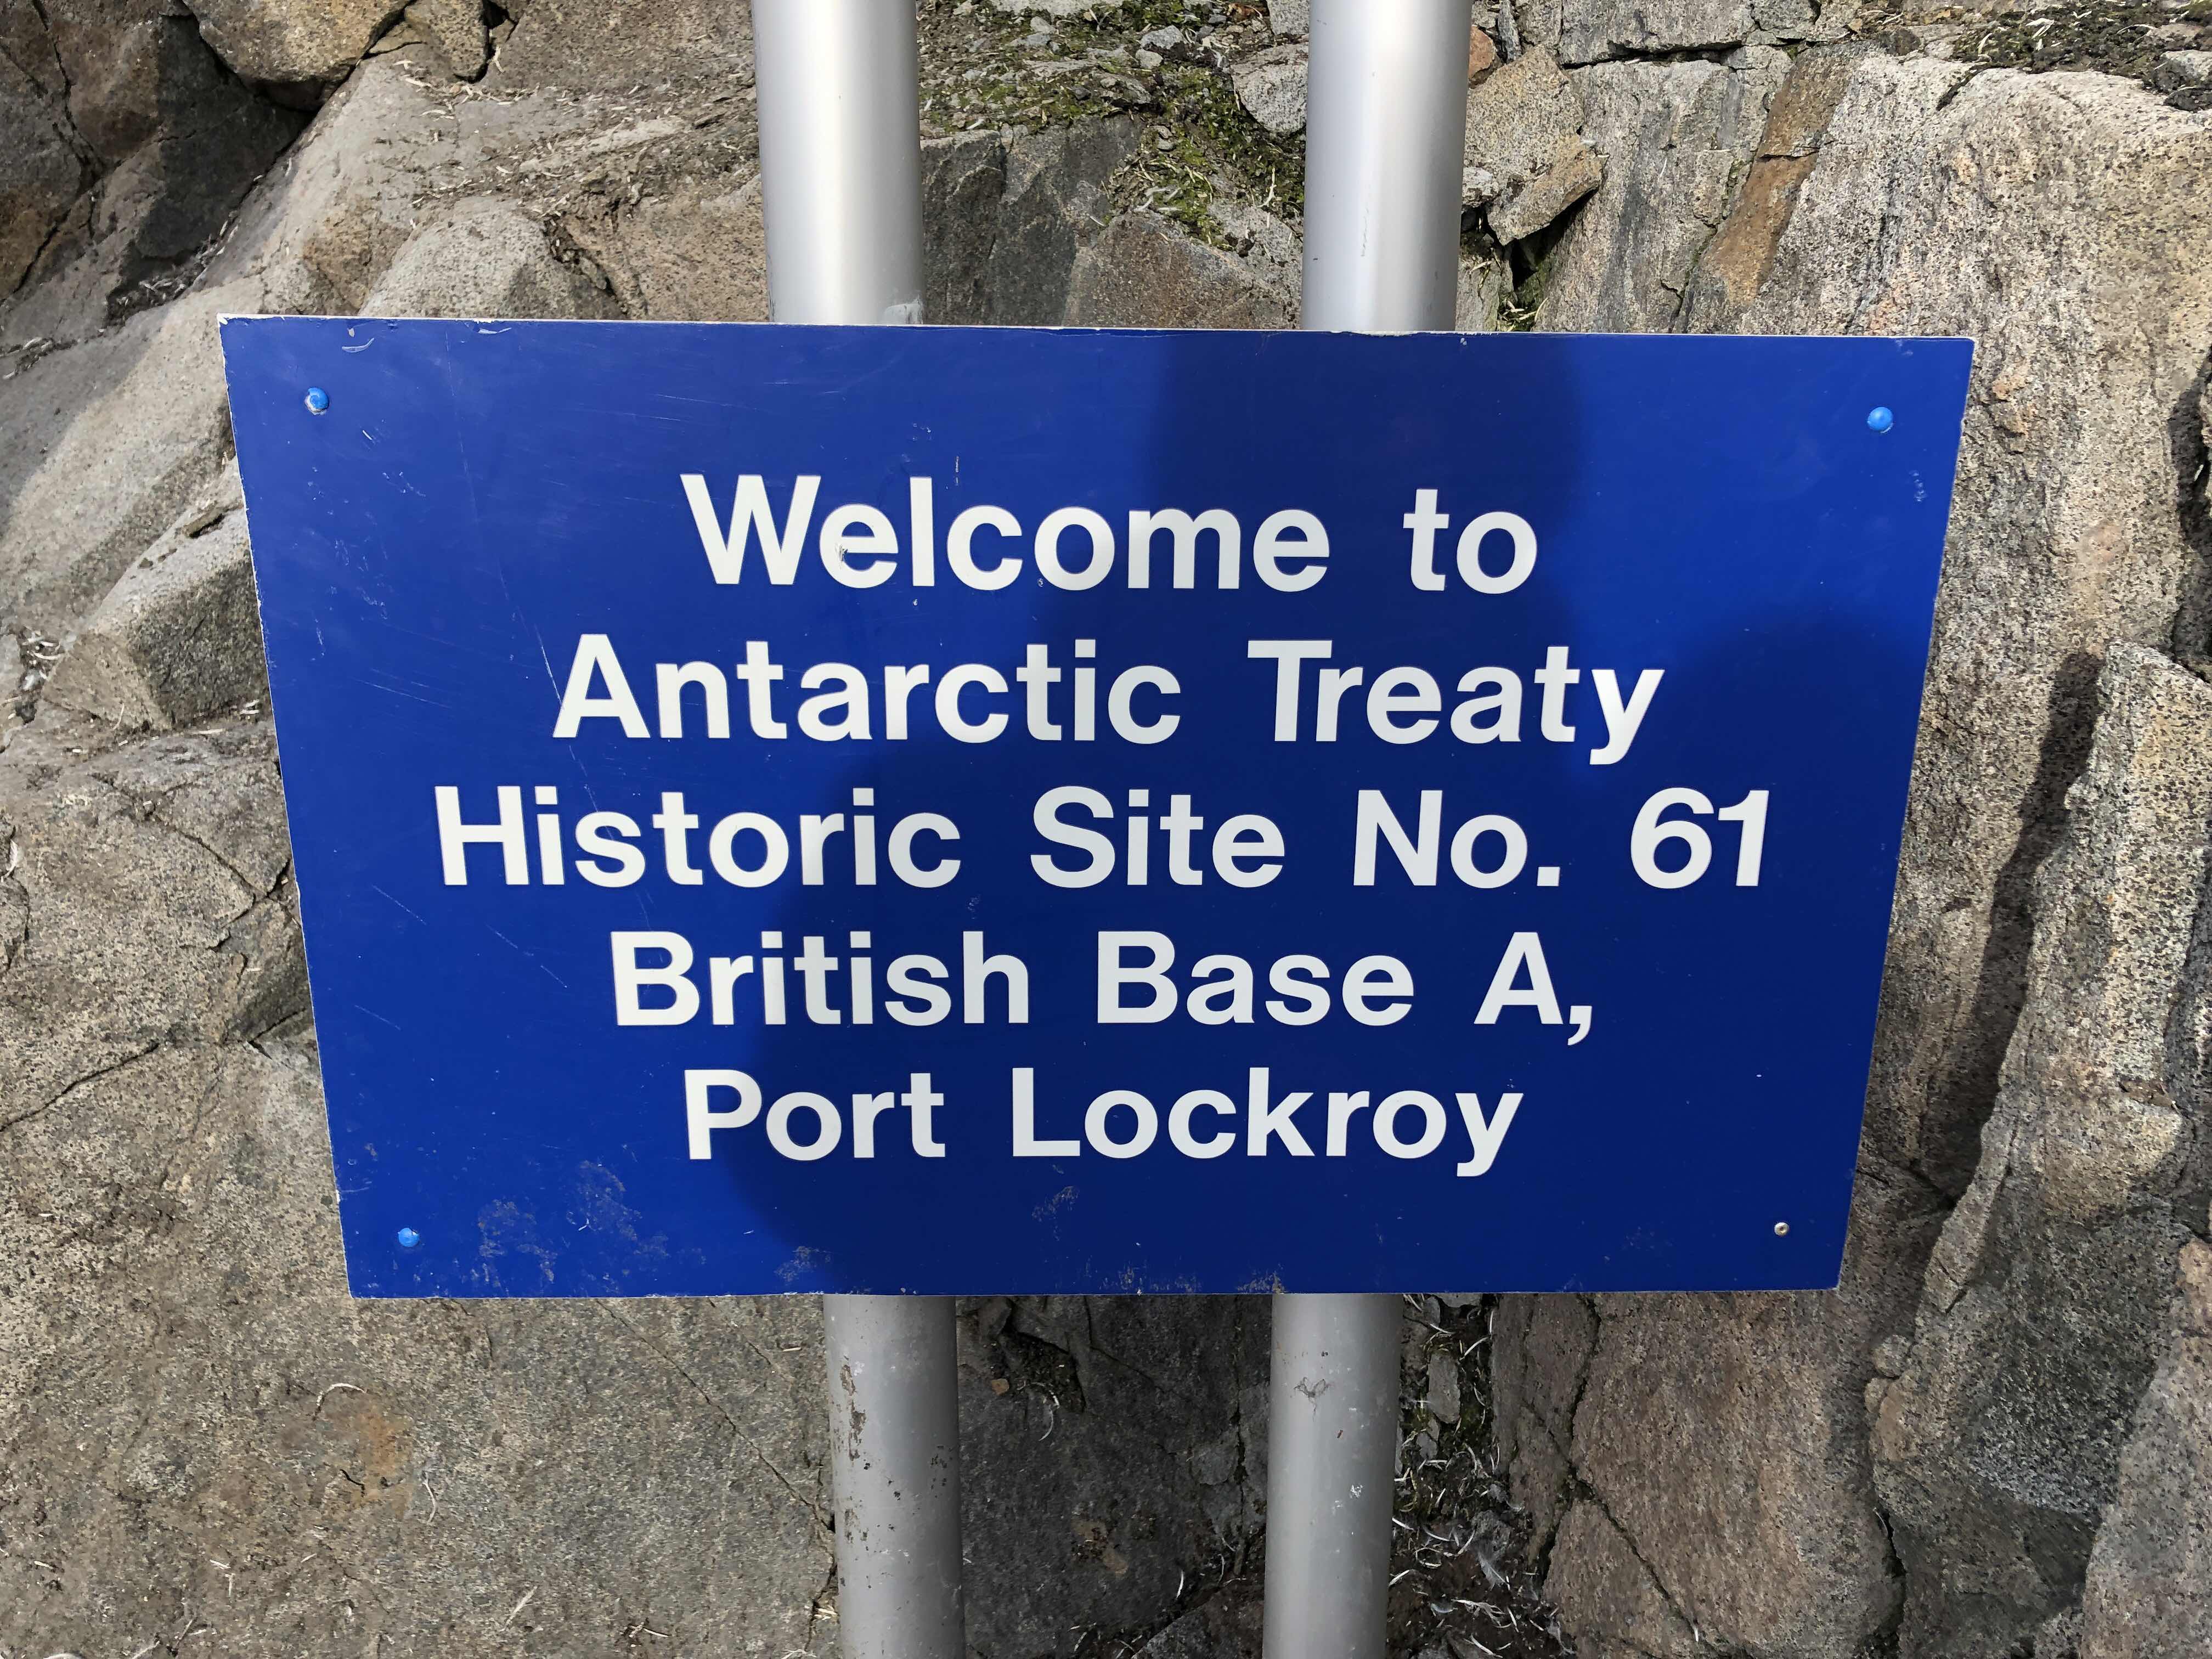 Welcome to
Antarctic Treaty
Historic Site No. 61
British Base A,
Port Lockroy